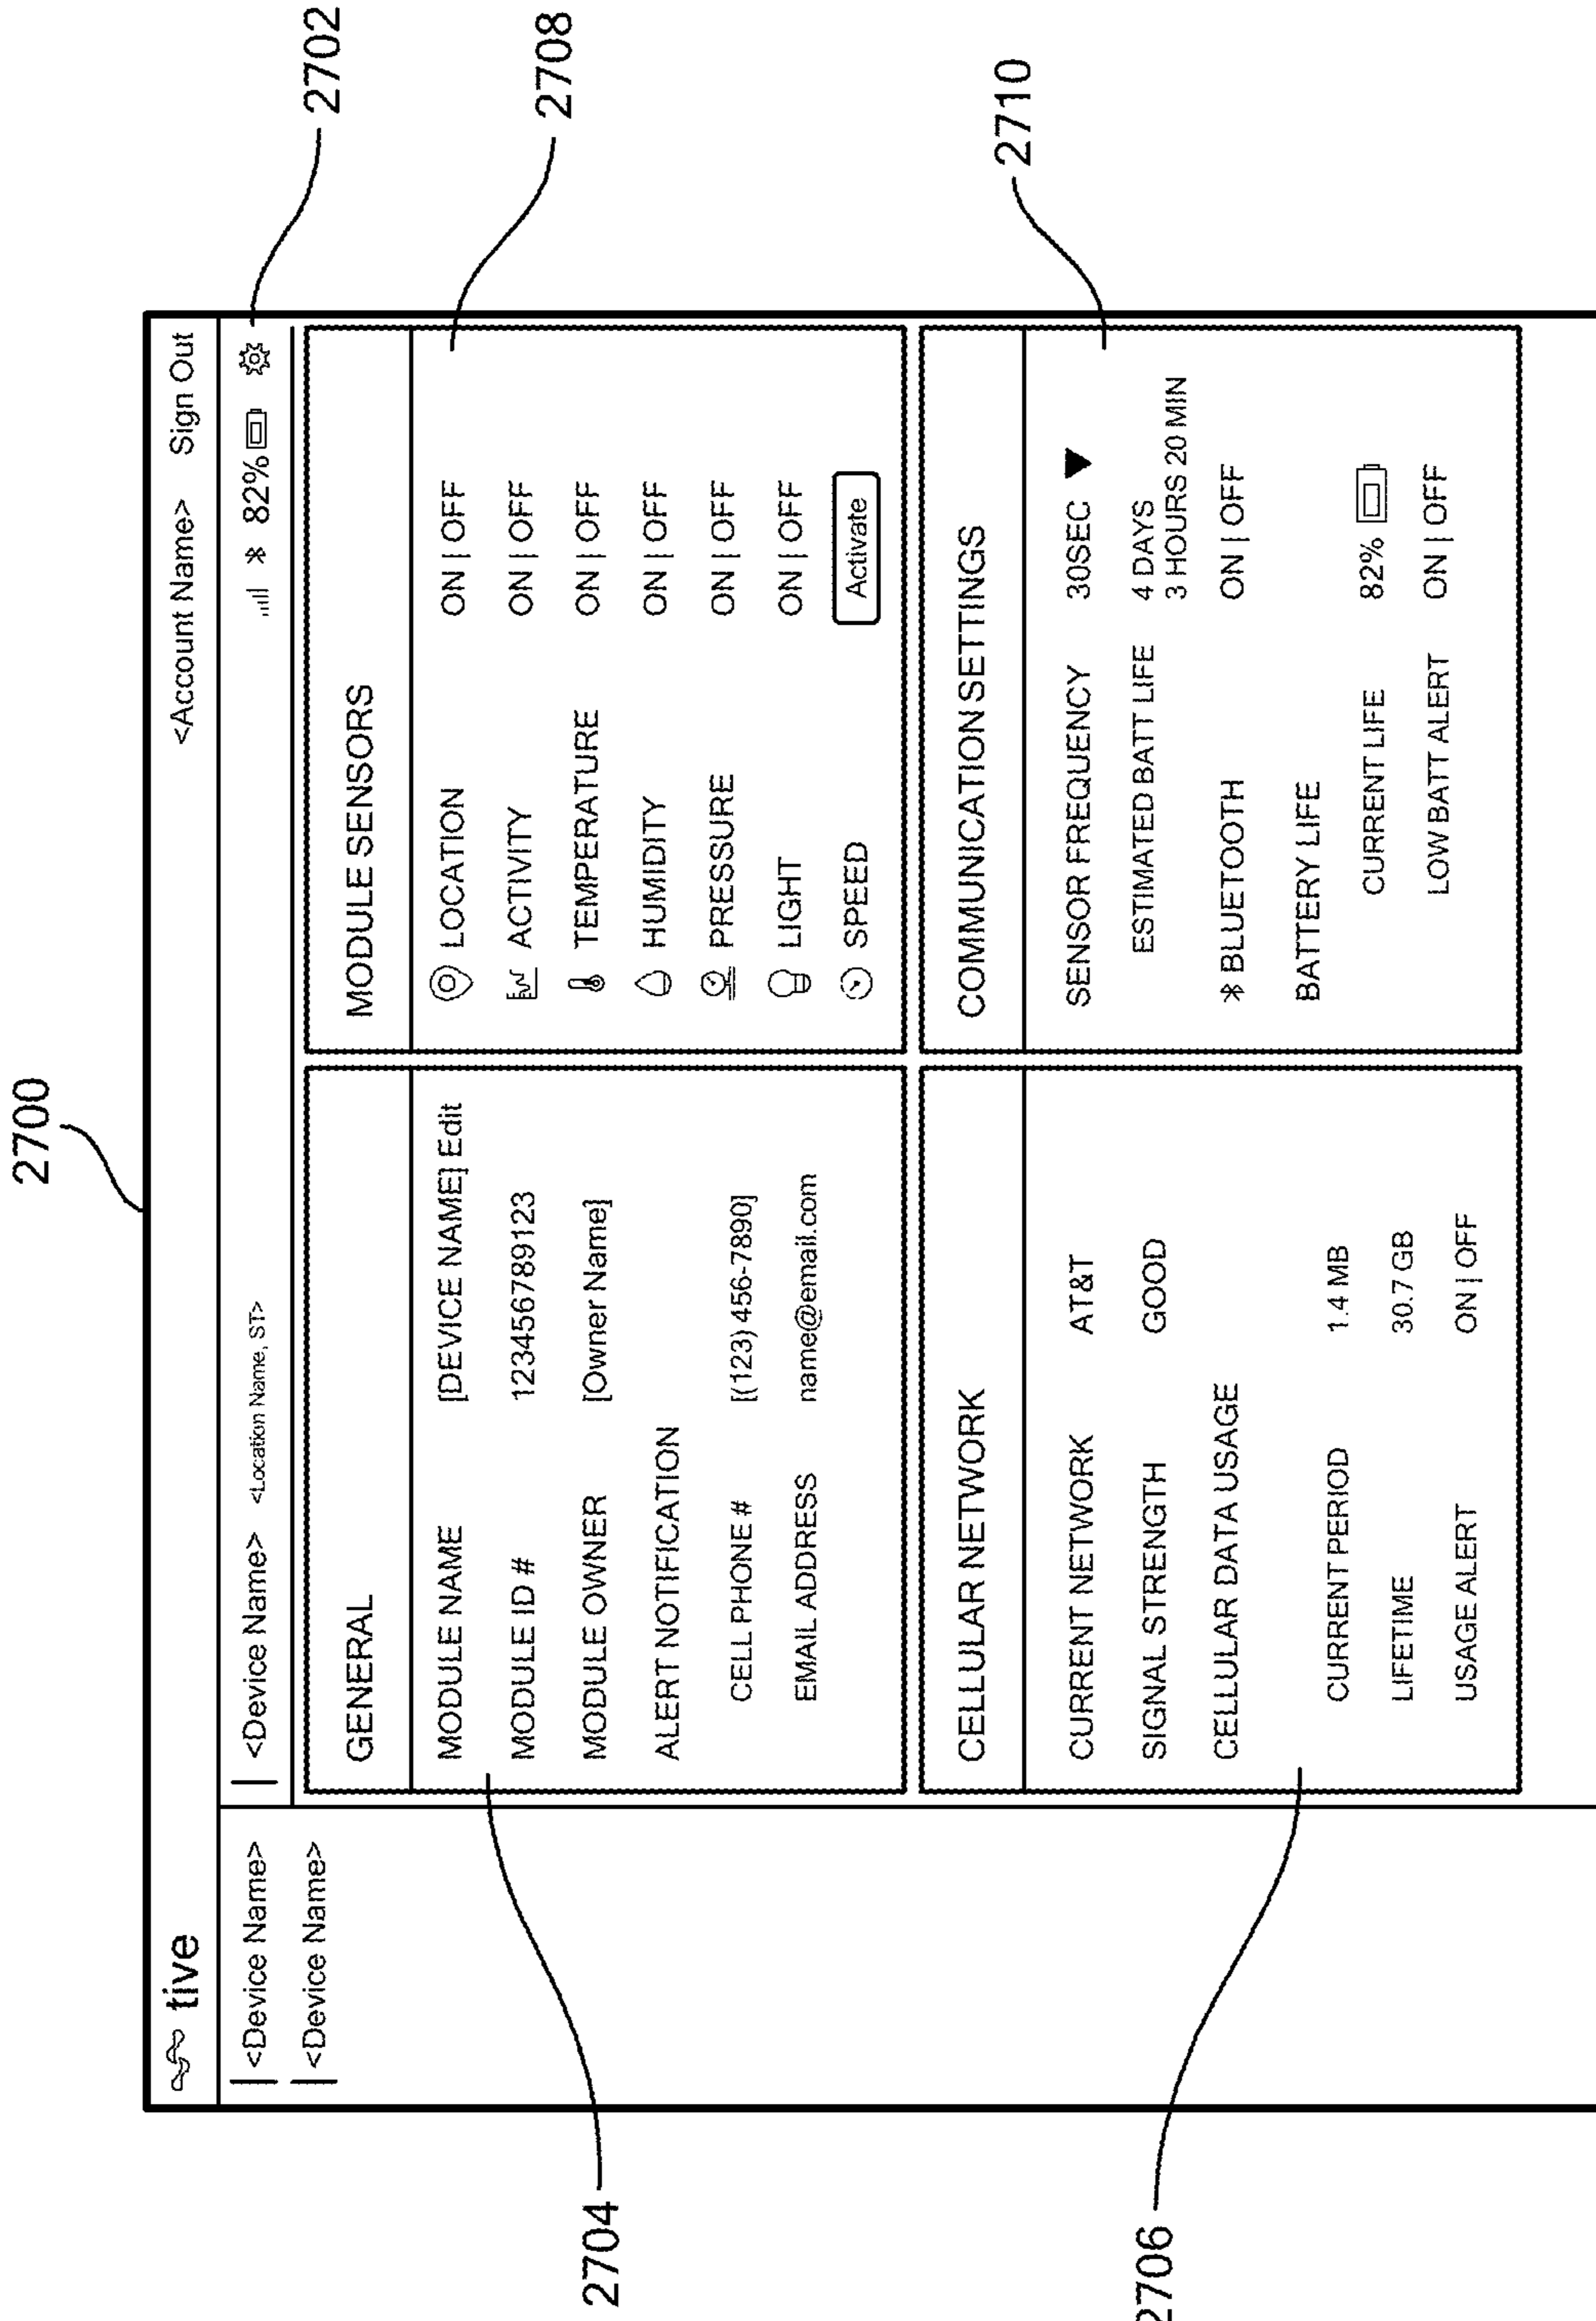 2700
tive
<Account Name> Sign Out
<Device Name>
<Device Name>
<Device Name> <Location Name, ST>
82%
2702
GENERAL
MODULE NAME [DEVICE NAME] Edit
MODULE ID # 123456789123
MODULE OWNER [Owner Name]
ALERT NOTIFICATION
CELL PHONE # [(123) 456-7890]
EMAIL ADDRESS name@email.com
2704
MODULE SENSORS
LOCATION ON | OFF
ACTIVITY ON | OFF
TEMPERATURE ON | OFF
HUMIDITY ON | OFF
PRESSURE ON | OFF
LIGHT ON | OFF
SPEED Activate
2708
CELLULAR NETWORK
CURRENT NETWORK AT&T
SIGNAL STRENGTH GOOD
CELLULAR DATA USAGE
CURRENT PERIOD 1.4 MB
LIFETIME 30.7 GB
USAGE ALERT ON | OFF
2706
COMMUNICATION SETTINGS
SENSOR FREQUENCY 30SEC
ESTIMATED BATT LIFE 4 DAYS
3 HOURS 20 MIN
BLUETOOTH ON | OFF
BATTERY LIFE
CURRENT LIFE 82%
LOW BATT ALERT ON | OFF
2710